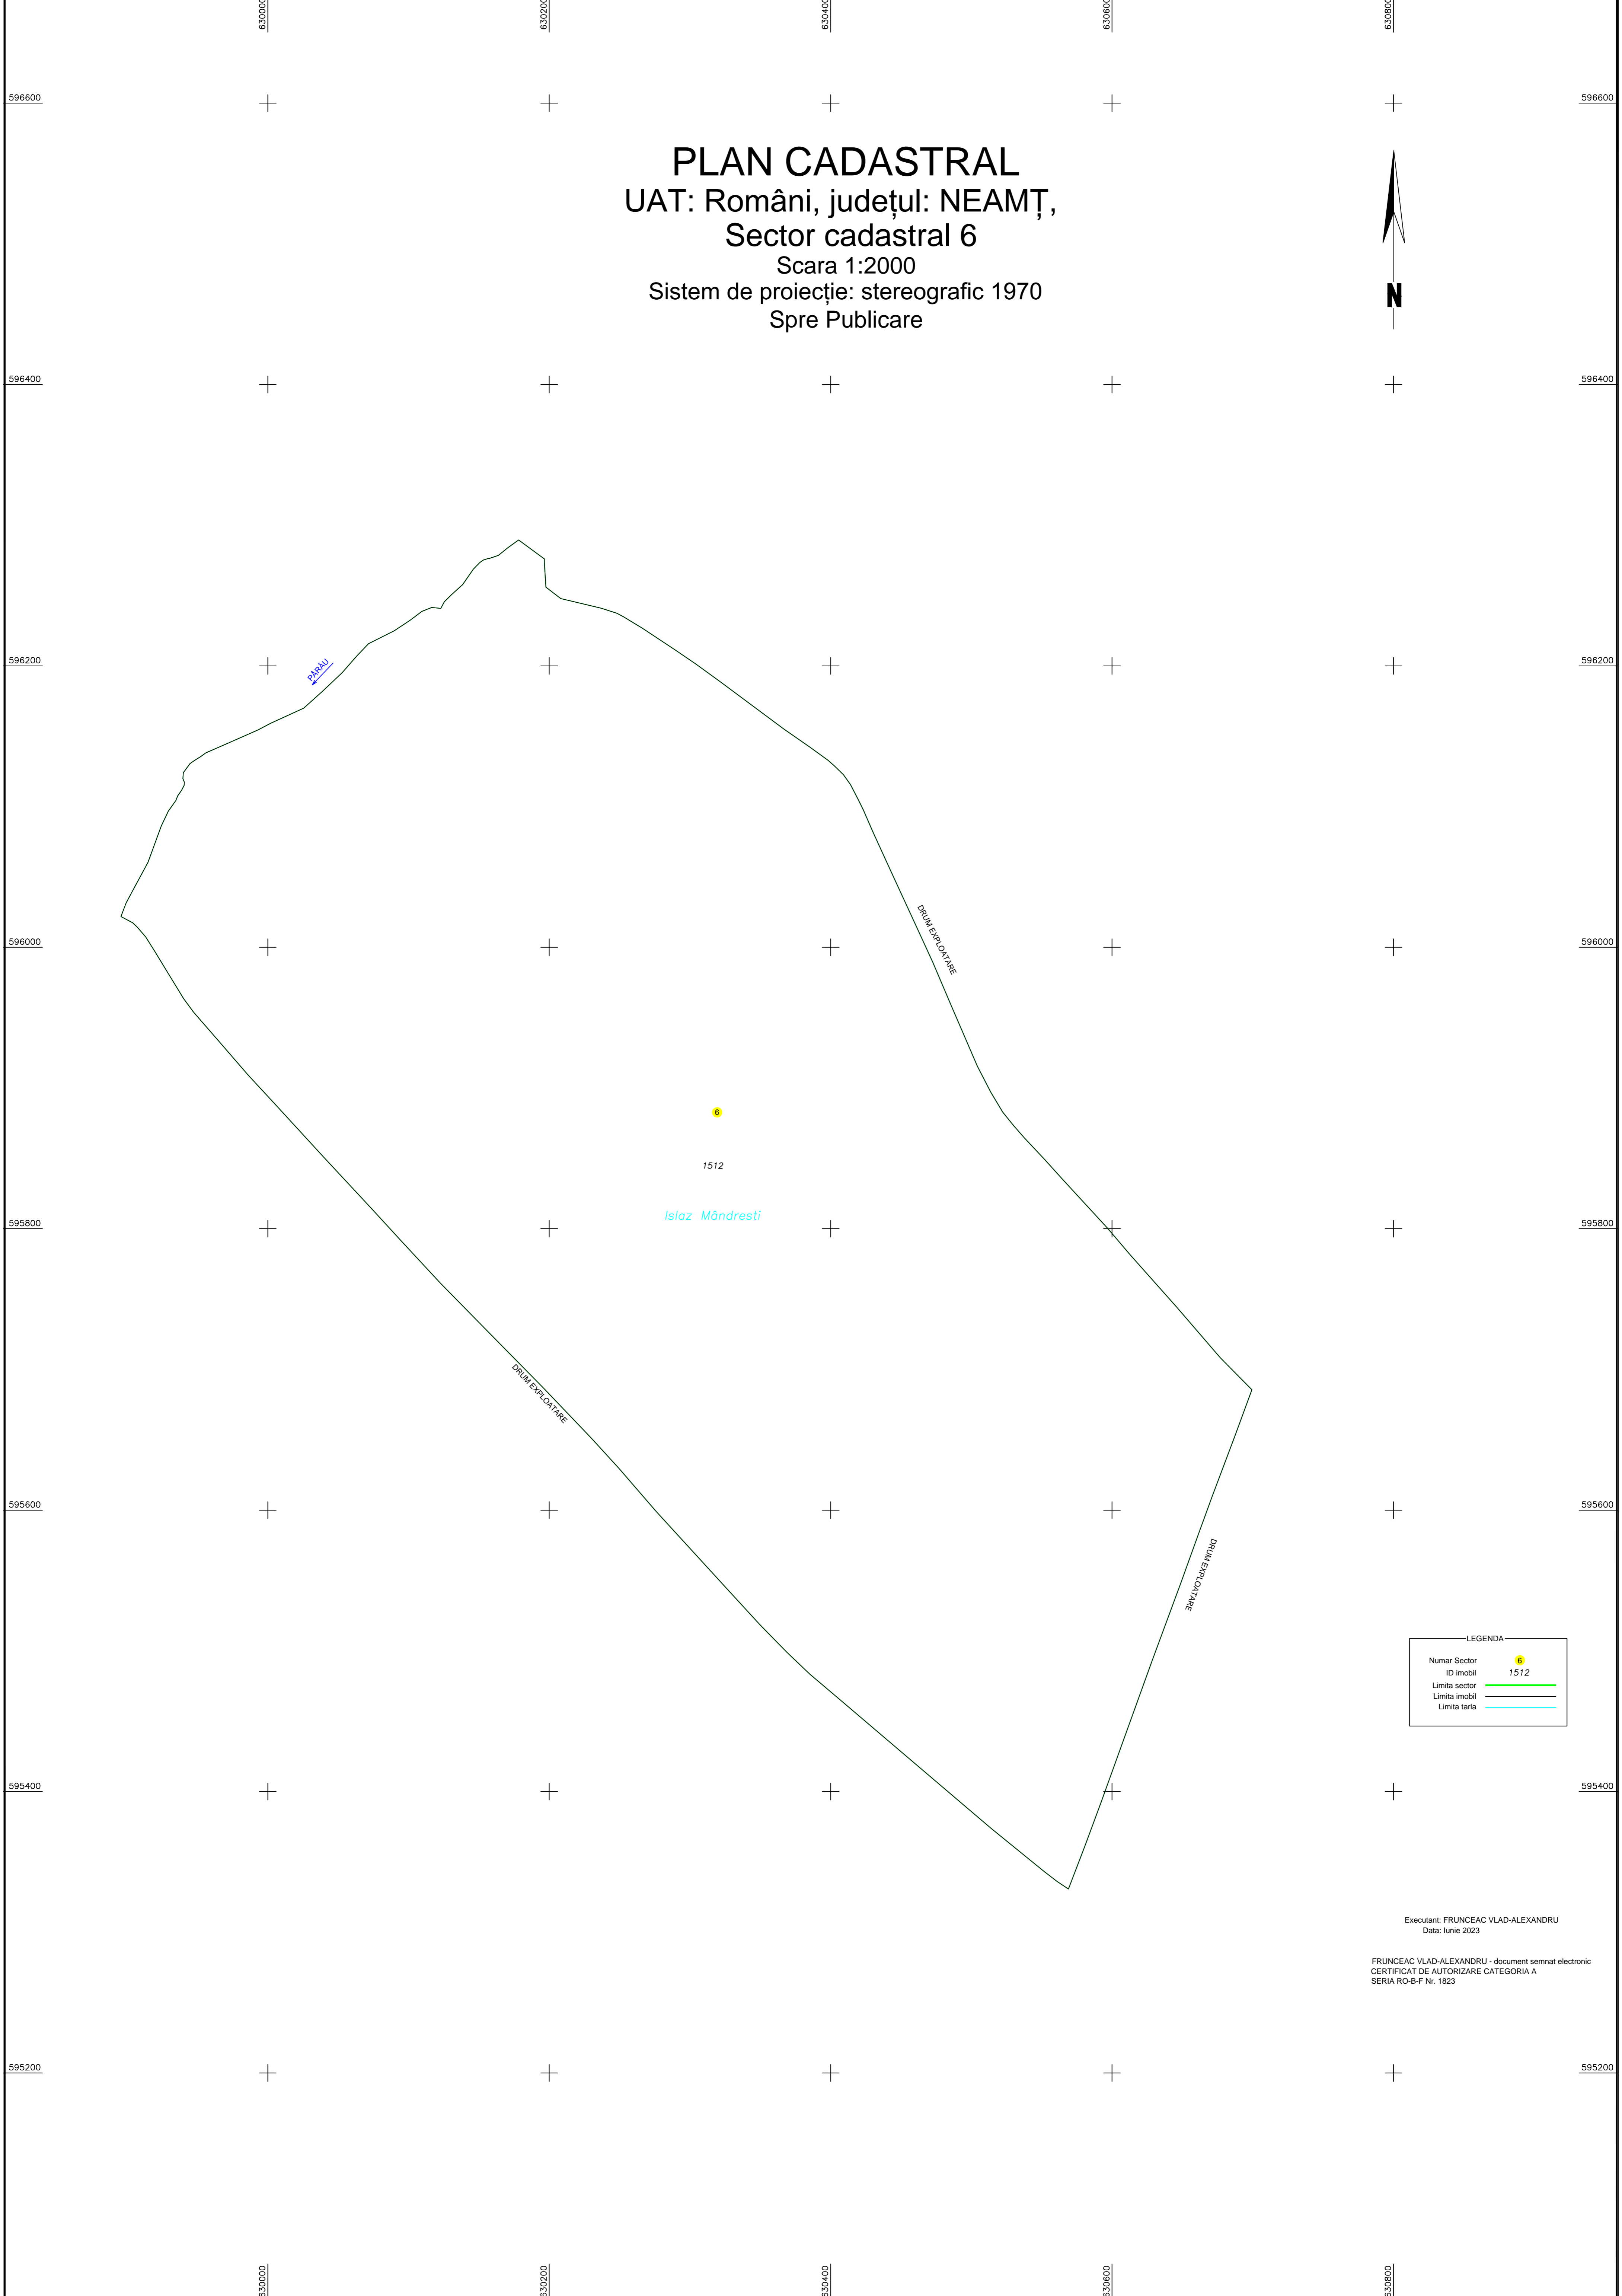 630000
630200
630400
630600
630800
596600
596600
PLAN CADASTRAL
UAT: Români, județul: NEAMȚ,
Sector cadastral 6
Scara 1:2000
Sistem de proiecție: stereografic 1970
Spre Publicare
N
596400
596400
PÂRÂU
596200
596200
DRUM EXPLOATARE
596000
596000
6
1512
Islaz Mândresti
595800
595800
DRUM EXPLOATARE
595600
595600
DRUM EXPLOATARE
LEGENDA
Numar Sector 6
ID imobil 1512
Limita sector
Limita imobil
Limita tarla
595400
595400
Executant: FRUNCEAC VLAD-ALEXANDRU
Data: Iunie 2023
FRUNCEAC VLAD-ALEXANDRU - document semnat electronic
CERTIFICAT DE AUTORIZARE CATEGORIA A
SERIA RO-B-F Nr. 1823
595200
595200
630000
630200
630400
630600
630800